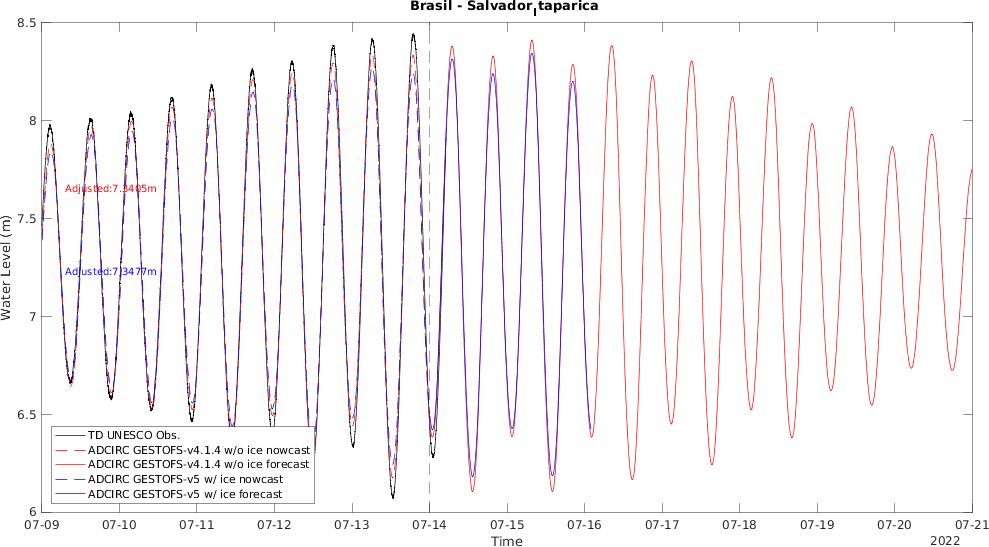 Brasil - Salvador_Itaparica
8.5
8
7.5
7
6.5
6
Water Level (m)
Adjusted:7.3405m
Adjusted:7.3477m
TD UNESCO Obs.
ADCIRC GESTOFS-v4.1.4 w/o ice nowcast
ADCIRC GESTOFS-v4.1.4 w/o ice forecast
ADCIRC GESTOFS-v5 w/ ice nowcast
ADCIRC GESTOFS-v5 w/ ice forecast
07-09 07-10 07-11 07-12 07-13 07-14 07-15 07-16 07-17 07-18 07-19 07-20 07-21
Time
2022